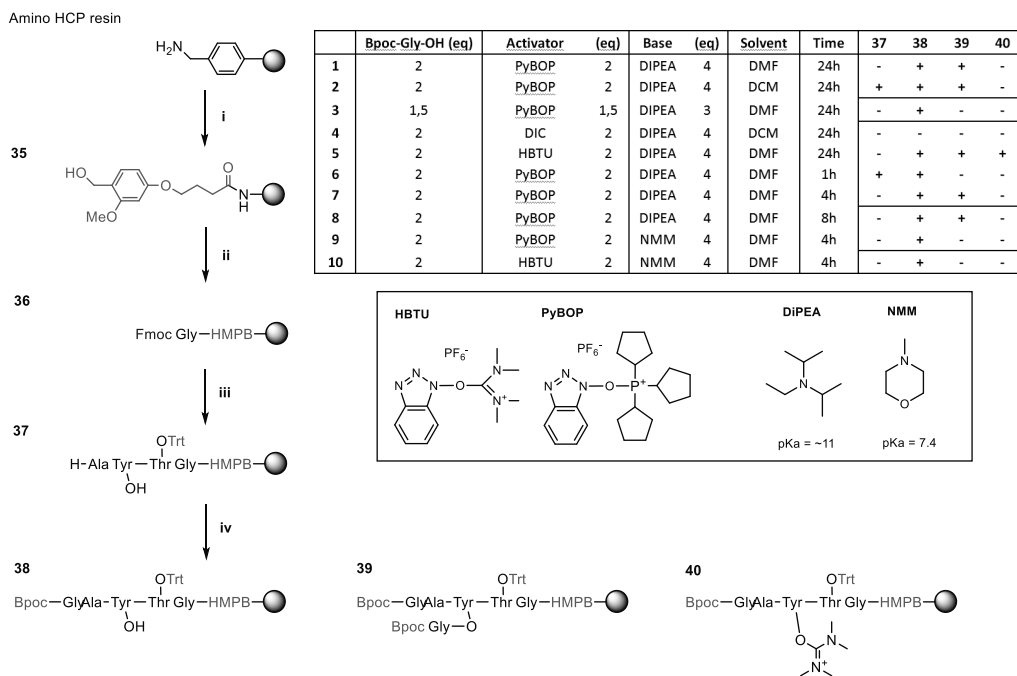 Amino HCP resin
H₂N
i
35
HO
MeO
O
O
N
H
ii
36
Fmoc Gly HMPB
iii
37
OTrt
H Ala Tyr Thr Gly HMPB
OH
iv
38
OTrt
Bpoc GlyAla Tyr Thr Gly HMPB
OH
39
OTrt
Bpoc GlyAla Tyr Thr Gly HMPB
Bpoc Gly O
40
OTrt
Bpoc GlyAla Tyr Thr Gly HMPB
O N
N+
Bpoc-Gly-OH (eq) Activator (eq) Base (eq) Solvent Time 37 38 39 40
1 2 PyBOP 2 DIPEA 4 DMF 24h - + + -
2 2 PyBOP 2 DIPEA 4 DCM 24h + + + -
3 1,5 PyBOP 1,5 DIPEA 3 DMF 24h - + - -
4 2 DIC 2 DIPEA 4 DCM 24h - - - -
5 2 HBTU 2 DIPEA 4 DMF 24h - + + +
6 2 PyBOP 2 DIPEA 4 DMF 1h + + - -
7 2 PyBOP 2 DIPEA 4 DMF 4h - + + -
8 2 PyBOP 2 DIPEA 4 DMF 8h - + + -
9 2 PyBOP 2 NMM 4 DMF 4h - + - -
10 2 HBTU 2 NMM 4 DMF 4h - + - -
HBTU PyBOP DiPEA NMM
PF₆⁻
N
N
N O N
N+
PF₆⁻
N
N
N O P+
N
N
O
pKa = ~11 pKa = 7.4